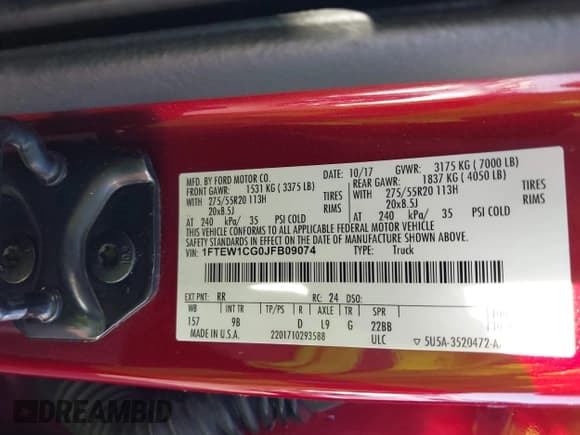 MFD. BY FORD MOTOR CO. 10/17 GVWR: 3175 KG ( 7000 LB)
FRONT GAWR: 1531 KG ( 3375 LB) REAR GAWR: 1837 KG ( 4050 LB)
WITH 275/55R20 113H TIRES WITH 275/55R20 113H TIRES
20x8.5J RIMS 20x8.5J RIMS
AT 240 kPa/ 35 PSI COLD AT 240 kPa/ 35 PSI COLD
THIS VEHICLE CONFORMS TO ALL APPLICABLE FEDERAL MOTOR VEHICLE
SAFETY AND THEFT PREVENTION STANDARDS IN EFFECT ON THE DATE OF
MANUFACTURE SHOWN ABOVE.
VIN: 1FTEW1CG0JFB09074 TYPE: Truck
EXT PNT: RR RC: 24 DSO:
WB INT TR TP/PS R AXLE TR SPR
157 9B D L9 G 22BB
MADE IN U.S.A. 2201710293588 ULC ▽ 5U5A-3520472-A
DREAMBID